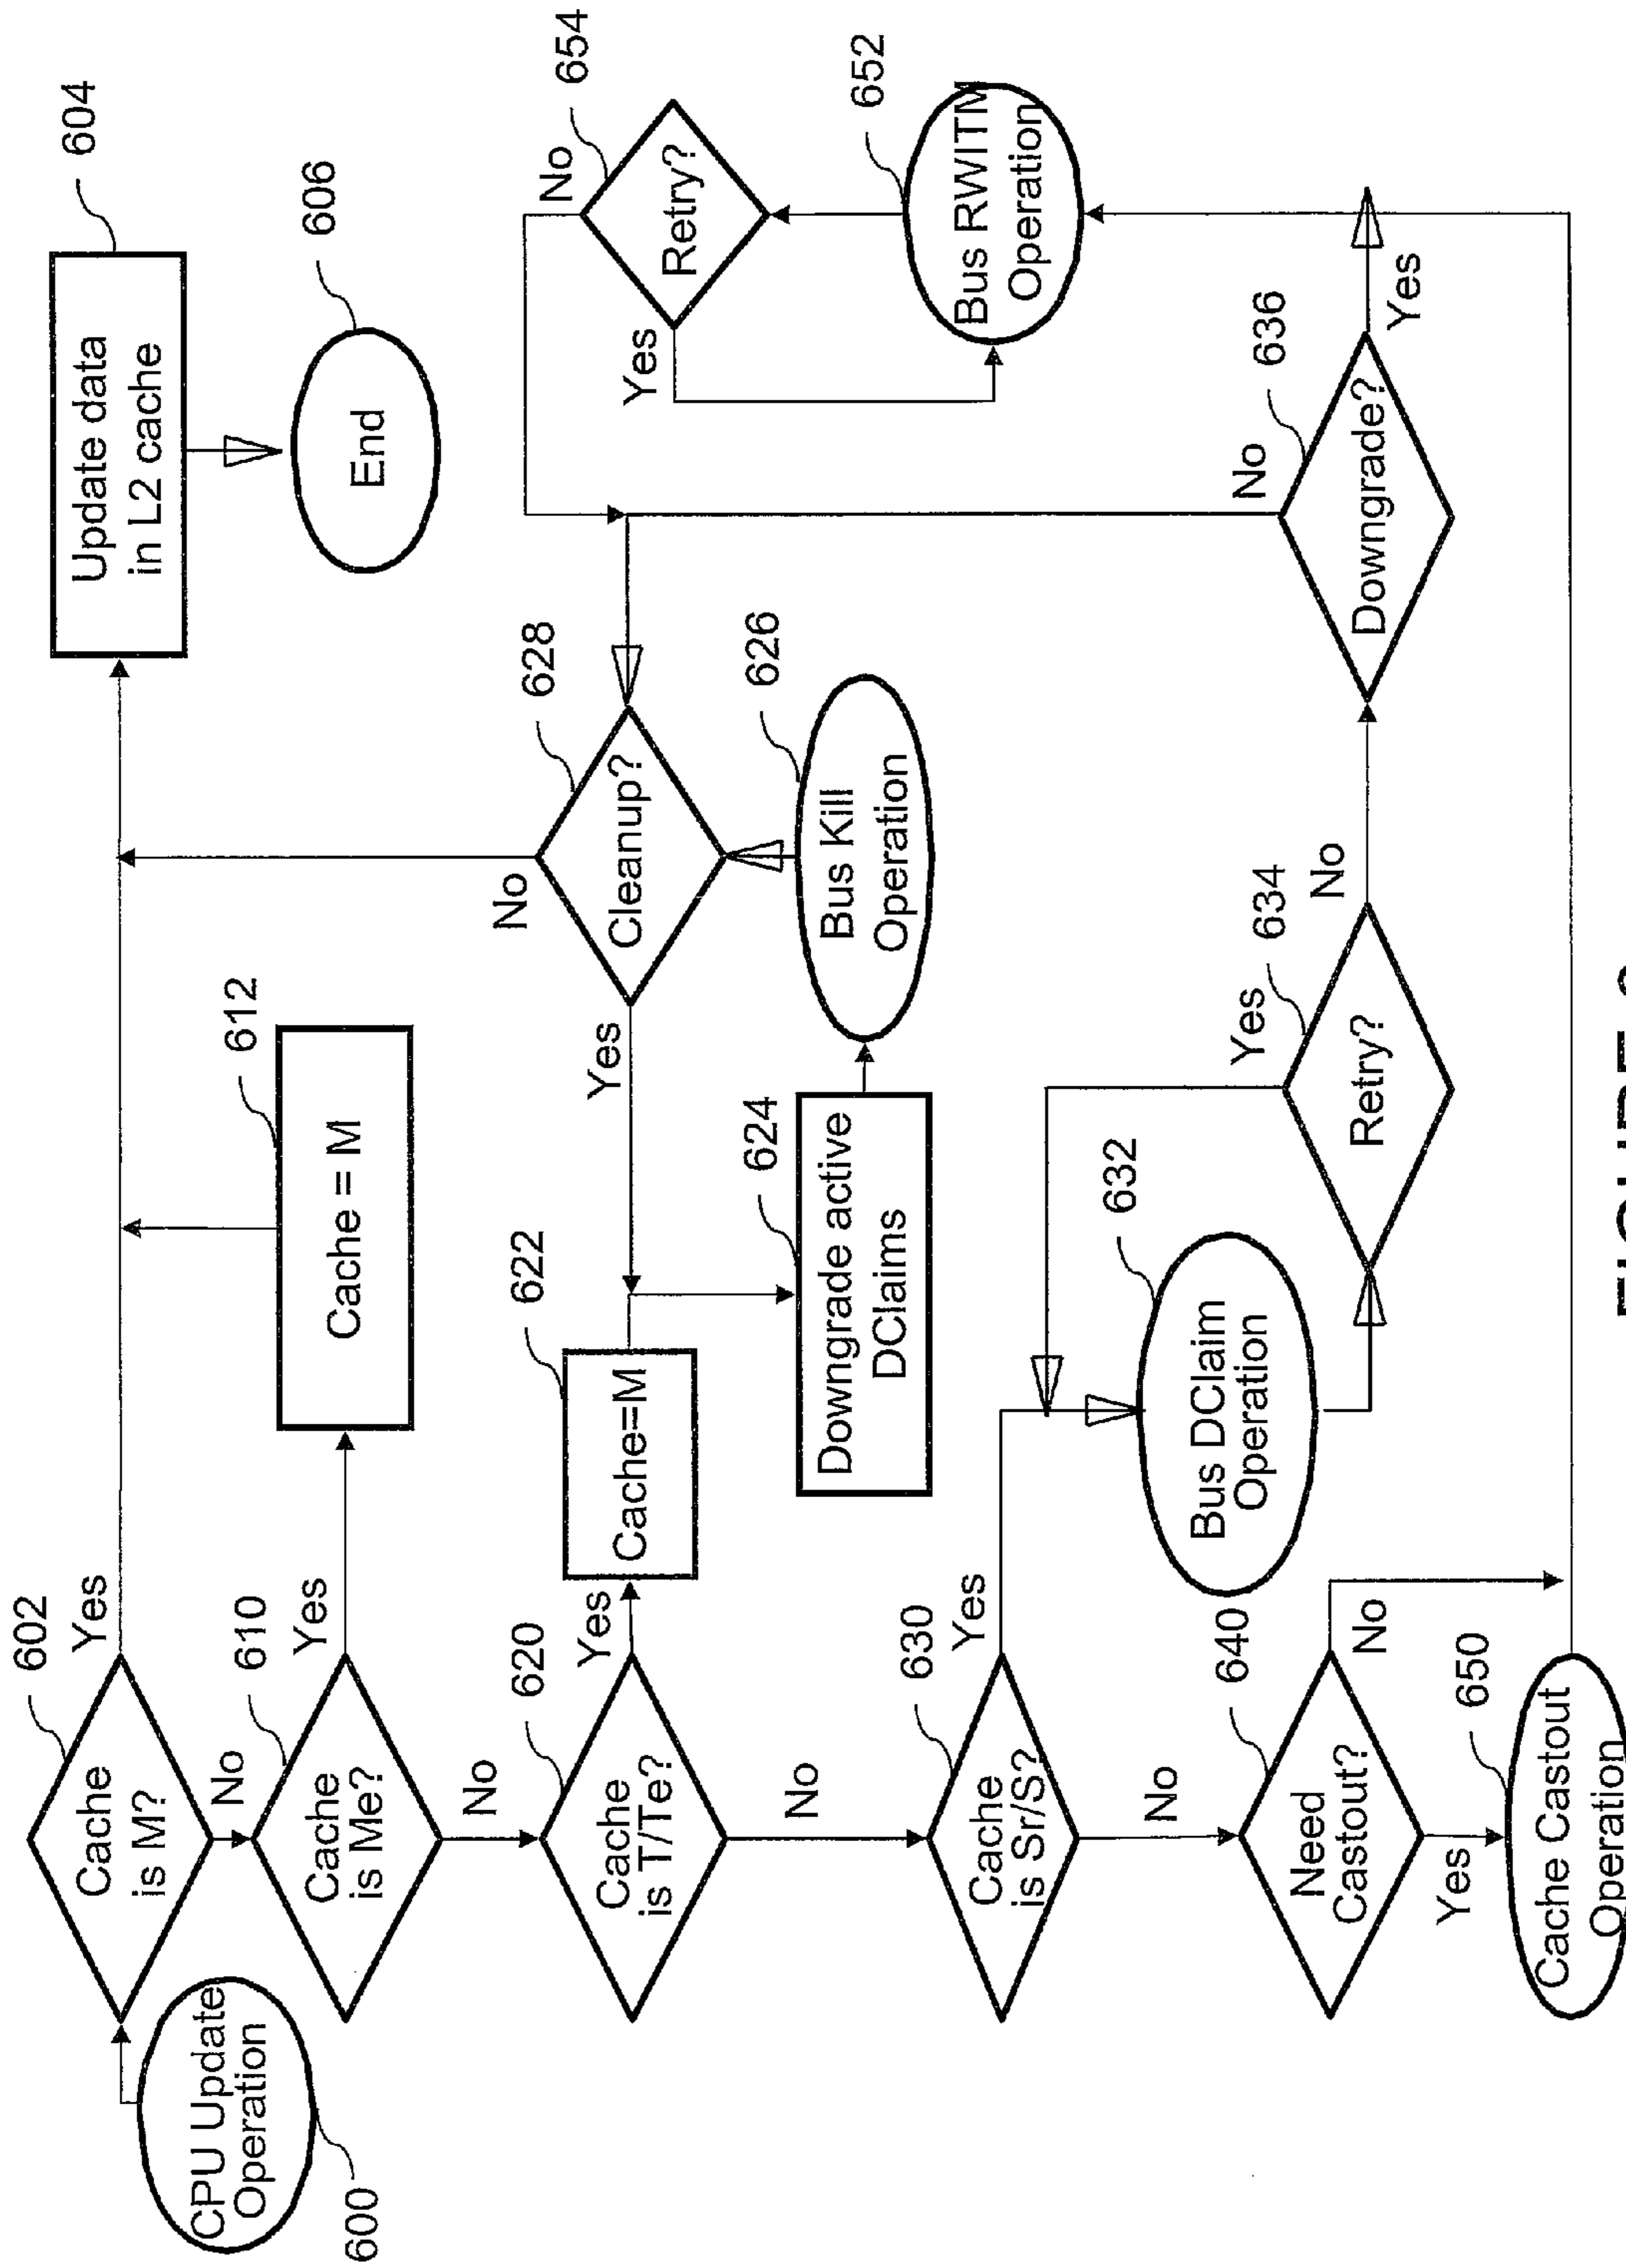 CPU Update
Operation
600
Cache
is M?
602
Yes
No
Update data
in L2 cache
604
End
606
Cache
is Me?
610
Yes
No
Cache = M
612
Cache
is T/Te?
620
Yes
No
Cache=M
622
Downgrade active
DClaims
624
Bus Kill
Operation
626
Cleanup?
628
Yes
No
Cache
is Sr/S?
630
Yes
No
Bus DClaim
Operation
632
Retry?
634
Yes
No
Downgrade?
636
No
Yes
Need
Castout?
640
No
Yes
Cache Castout
Operation
650
Bus RWITM
Operation
652
Retry?
654
Yes
No